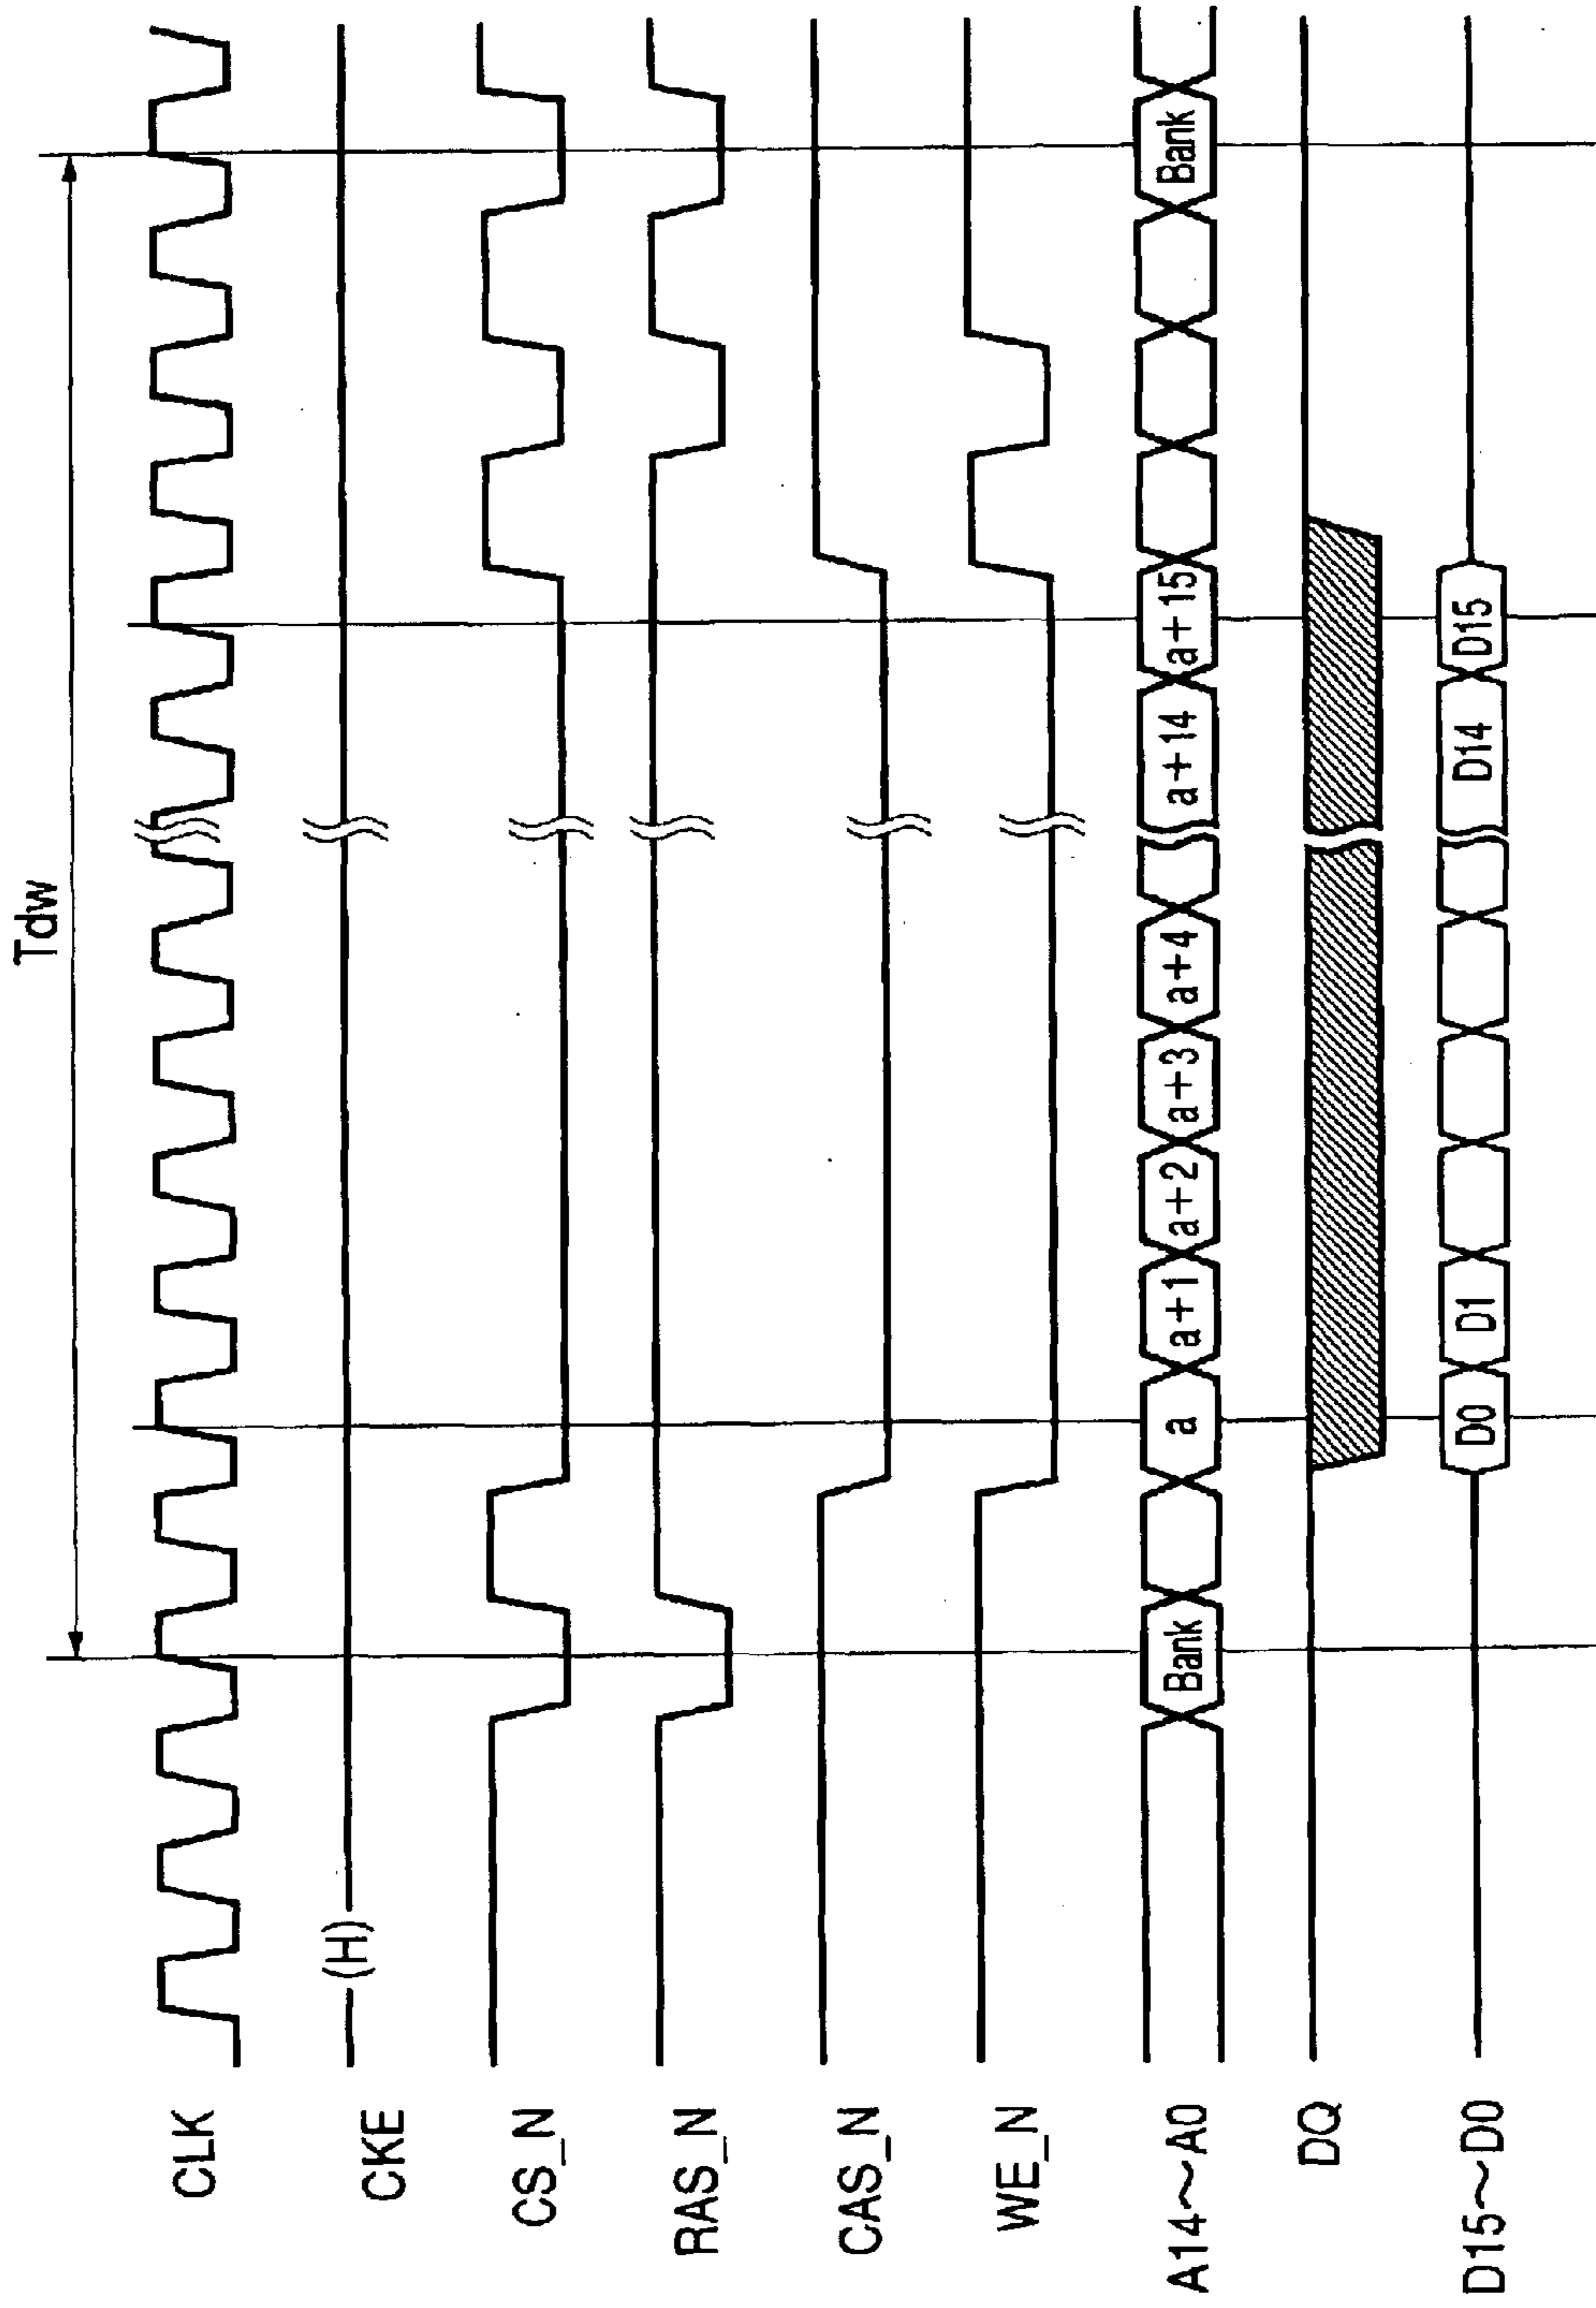 Tdw
CLK
CKE (H)
CS_N
RAS_N
CAS_N
WE_N
A14~A0 Bank a a+1 a+2 a+3 a+4 a+14 a+15 Bank
DQ
D15~D0 D0 D1 D14 D15